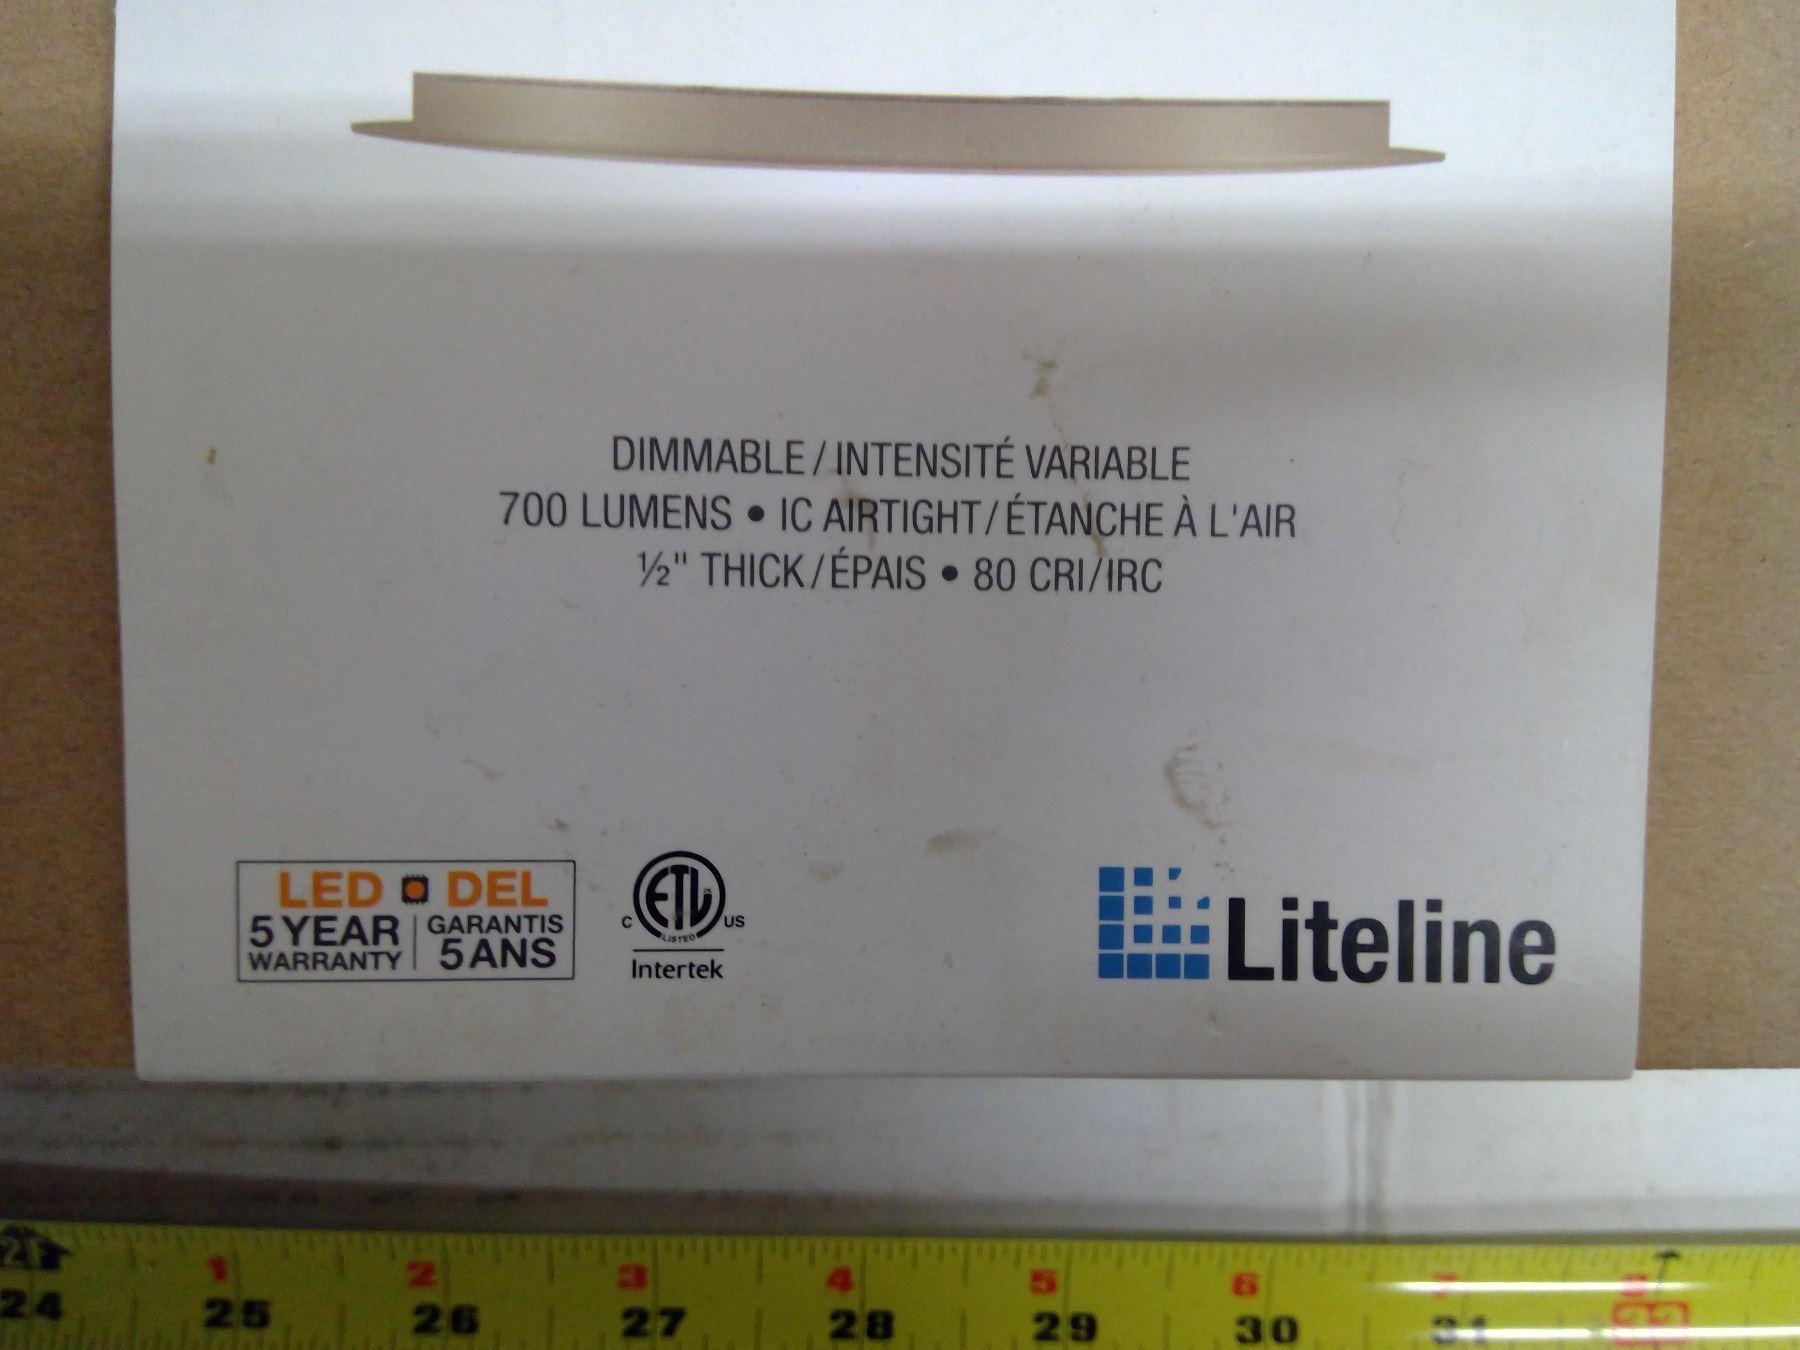 DIMMABLE / INTENSITÉ VARIABLE
700 LUMENS • IC AIRTIGHT / ÉTANCHE À L'AIR
½" THICK / ÉPAIS • 80 CRI/IRC
LED DEL
5 YEAR WARRANTY
GARANTIS 5 ANS
C ETL US
LISTED
Intertek
Liteline
1 2 3 4 5 6 7
24 25 26 27 28 29 30 31